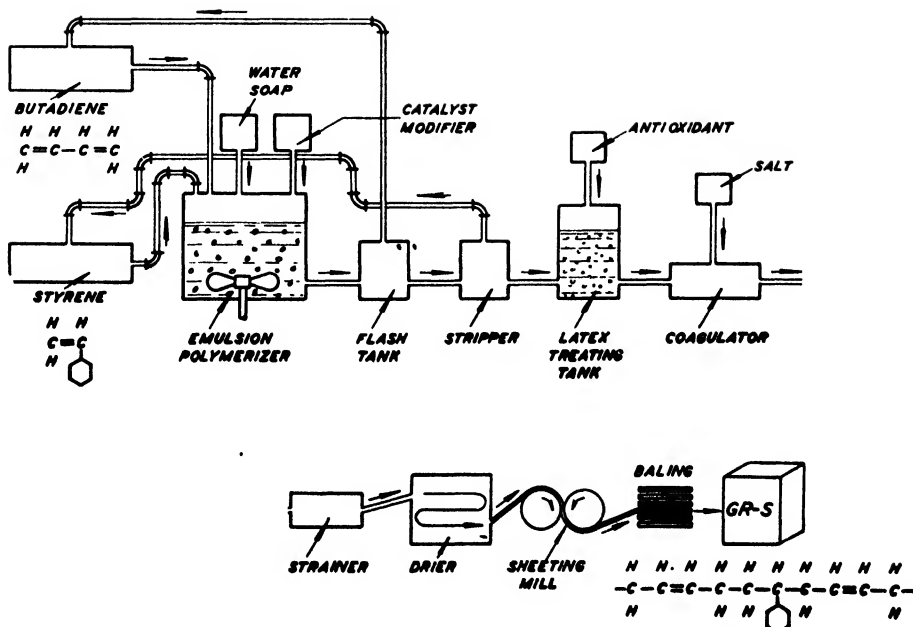 WATER
SOAP
CATALYST
MODIFIER
BUTADIENE
H H H H
C=C-C=C
H H
ANTIOXIDANT
SALT
STYRENE
H H
C=C
H
EMULSION
POLYMERIZER
FLASH
TANK
STRIPPER
LATEX
TREATING
TANK
COAGULATOR
BALING
GR-S
STRAINER
DRIER
SHEETING
MILL
H H. H H H H H H H H
-C-C=C-C-C-C-C-C=C-C-
H H H H H